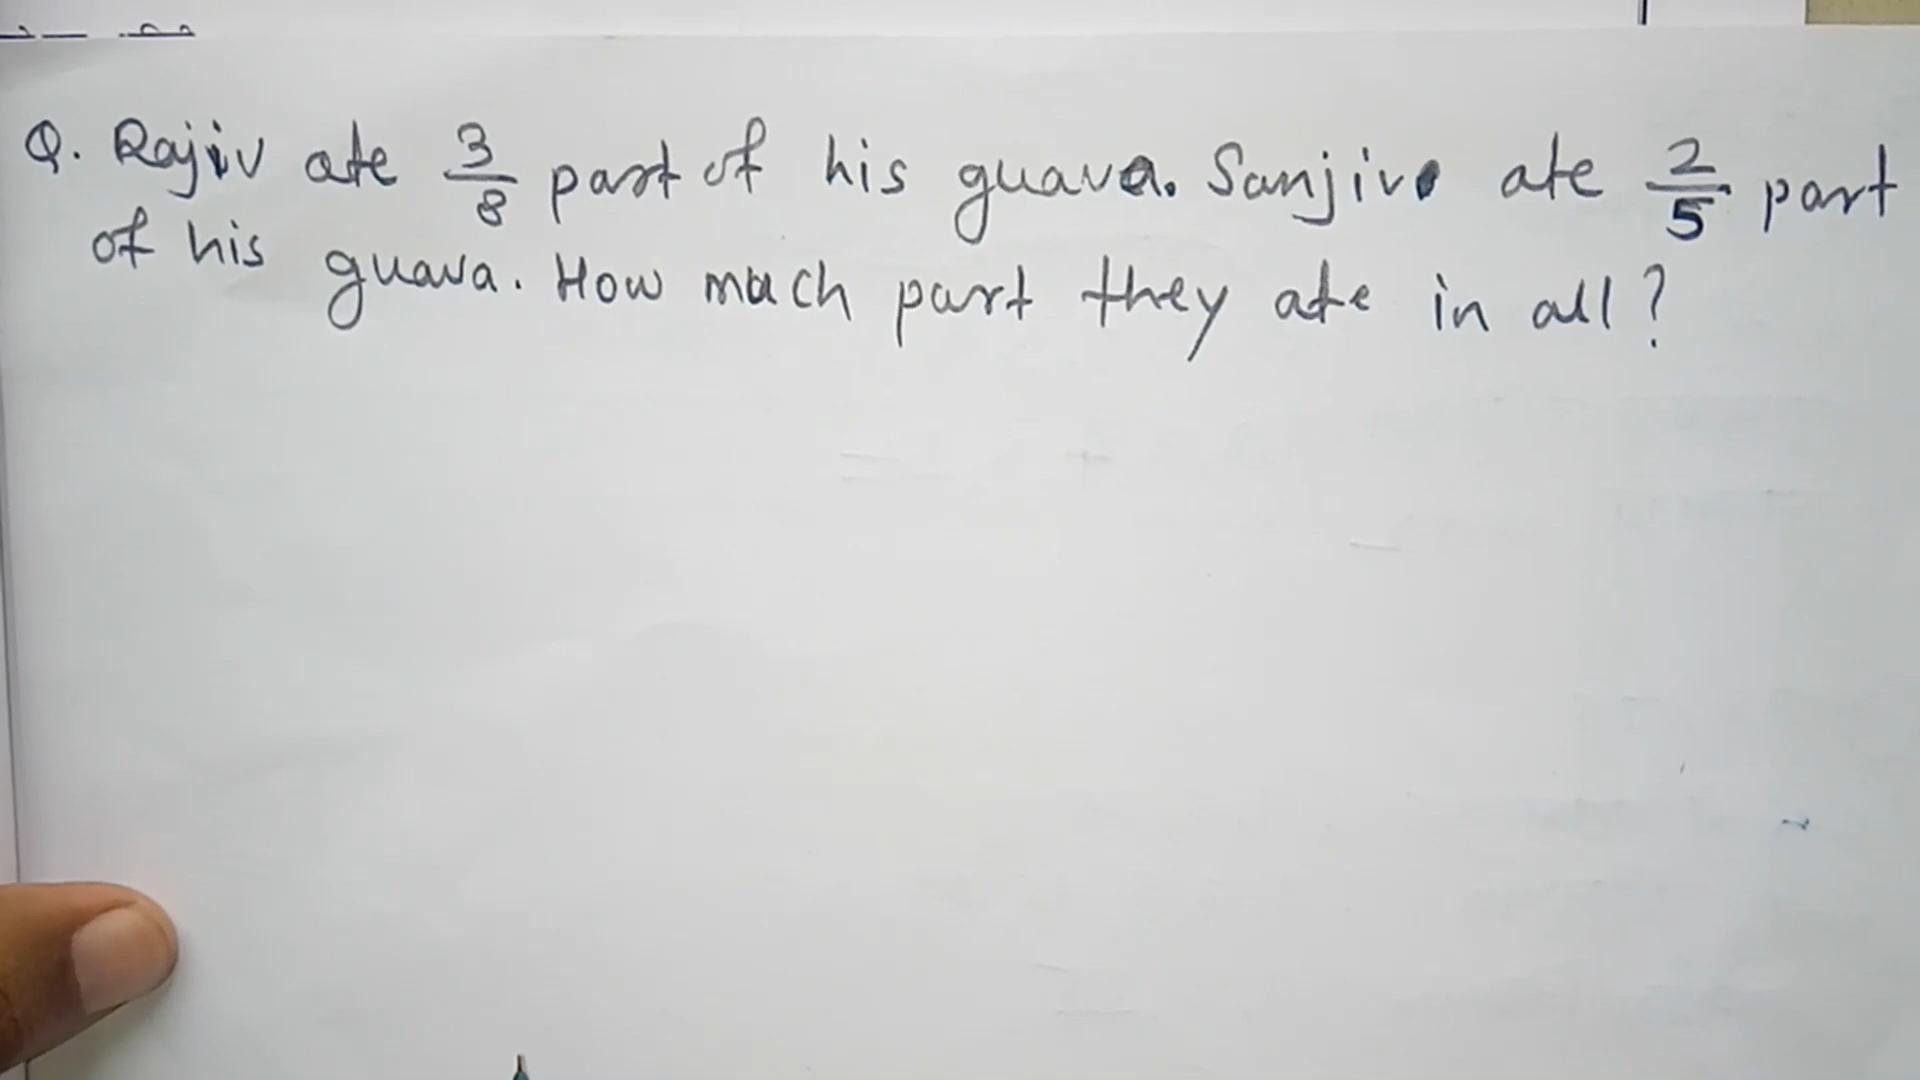 Q. Rajiv ate 3/8 part of his guava. Sanjiv ate 2/5 part
of his guava. How much part they ate in all?